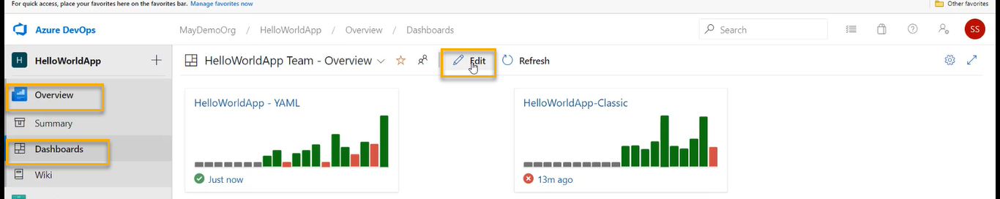 For quick access, place your favorites here on the favorites bar. Manage favorites now
Other favorites
Azure DevOps
MayDemoOrg / HelloWorldApp / Overview / Dashboards
Search
SS
H HelloWorldApp
HelloWorldApp Team - Overview
Edit
Refresh
Overview
Summary
Dashboards
Wiki
HelloWorldApp - YAML
Just now
HelloWorldApp-Classic
13m ago